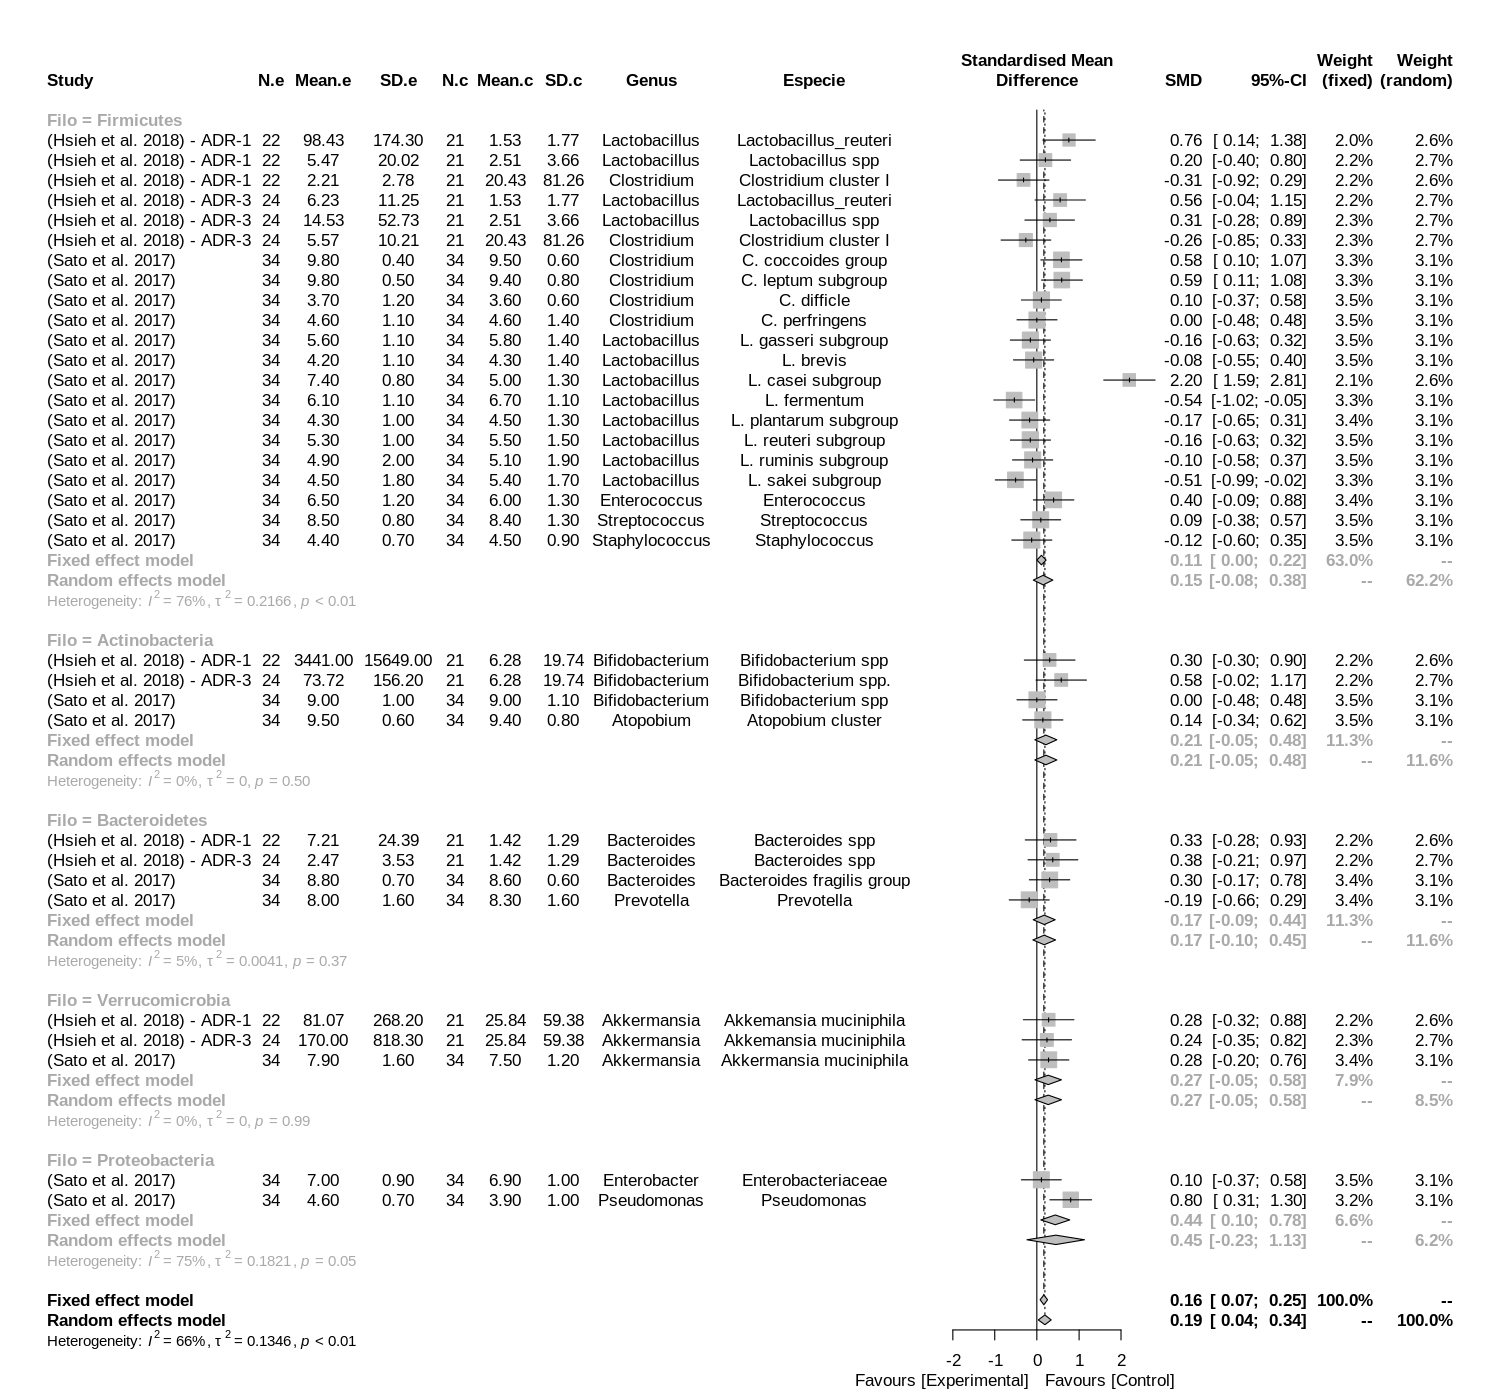 Standardised Mean Weight Weight
Study N.e Mean.e SD.e N.c Mean.c SD.c Genus Especie Difference SMD 95%-CI (fixed) (random)
Filo = Firmicutes
(Hsieh et al. 2018) - ADR-1 22 98.43 174.30 21 1.53 1.77 Lactobacillus Lactobacillus_reuteri 0.76 [ 0.14; 1.38] 2.0% 2.6%
(Hsieh et al. 2018) - ADR-1 22 5.47 20.02 21 2.51 3.66 Lactobacillus Lactobacillus spp 0.20 [-0.40; 0.80] 2.2% 2.7%
(Hsieh et al. 2018) - ADR-1 22 2.21 2.78 21 20.43 81.26 Clostridium Clostridium cluster I -0.31 [-0.92; 0.29] 2.2% 2.6%
(Hsieh et al. 2018) - ADR-3 24 6.23 11.25 21 1.53 1.77 Lactobacillus Lactobacillus_reuteri 0.56 [-0.04; 1.15] 2.2% 2.7%
(Hsieh et al. 2018) - ADR-3 24 14.53 52.73 21 2.51 3.66 Lactobacillus Lactobacillus spp 0.31 [-0.28; 0.89] 2.3% 2.7%
(Hsieh et al. 2018) - ADR-3 24 5.57 10.21 21 20.43 81.26 Clostridium Clostridium cluster I -0.26 [-0.85; 0.33] 2.3% 2.7%
(Sato et al. 2017) 34 9.80 0.40 34 9.50 0.60 Clostridium C. coccoides group 0.58 [ 0.10; 1.07] 3.3% 3.1%
(Sato et al. 2017) 34 9.80 0.50 34 9.40 0.80 Clostridium C. leptum subgroup 0.59 [ 0.11; 1.08] 3.3% 3.1%
(Sato et al. 2017) 34 3.70 1.20 34 3.60 0.60 Clostridium C. difficle 0.10 [-0.37; 0.58] 3.5% 3.1%
(Sato et al. 2017) 34 4.60 1.10 34 4.60 1.40 Clostridium C. perfringens 0.00 [-0.48; 0.48] 3.5% 3.1%
(Sato et al. 2017) 34 5.60 1.10 34 5.80 1.40 Lactobacillus L. gasseri subgroup -0.16 [-0.63; 0.32] 3.5% 3.1%
(Sato et al. 2017) 34 4.20 1.10 34 4.30 1.40 Lactobacillus L. brevis -0.08 [-0.55; 0.40] 3.5% 3.1%
(Sato et al. 2017) 34 7.40 0.80 34 5.00 1.30 Lactobacillus L. casei subgroup 2.20 [ 1.59; 2.81] 2.1% 2.6%
(Sato et al. 2017) 34 6.10 1.10 34 6.70 1.10 Lactobacillus L. fermentum -0.54 [-1.02; -0.05] 3.3% 3.1%
(Sato et al. 2017) 34 4.30 1.00 34 4.50 1.30 Lactobacillus L. plantarum subgroup -0.17 [-0.65; 0.31] 3.4% 3.1%
(Sato et al. 2017) 34 5.30 1.00 34 5.50 1.50 Lactobacillus L. reuteri subgroup -0.16 [-0.63; 0.32] 3.5% 3.1%
(Sato et al. 2017) 34 4.90 2.00 34 5.10 1.90 Lactobacillus L. ruminis subgroup -0.10 [-0.58; 0.37] 3.5% 3.1%
(Sato et al. 2017) 34 4.50 1.80 34 5.40 1.70 Lactobacillus L. sakei subgroup -0.51 [-0.99; -0.02] 3.3% 3.1%
(Sato et al. 2017) 34 6.50 1.20 34 6.00 1.30 Enterococcus Enterococcus 0.40 [-0.09; 0.88] 3.4% 3.1%
(Sato et al. 2017) 34 8.50 0.80 34 8.40 1.30 Streptococcus Streptococcus 0.09 [-0.38; 0.57] 3.5% 3.1%
(Sato et al. 2017) 34 4.40 0.70 34 4.50 0.90 Staphylococcus Staphylococcus -0.12 [-0.60; 0.35] 3.5% 3.1%
Fixed effect model 0.11 [ 0.00; 0.22] 63.0% --
Random effects model 0.15 [-0.08; 0.38] -- 62.2%
Heterogeneity: I² = 76%, τ² = 0.2166, p < 0.01
Filo = Actinobacteria
(Hsieh et al. 2018) - ADR-1 22 3441.00 15649.00 21 6.28 19.74 Bifidobacterium Bifidobacterium spp 0.30 [-0.30; 0.90] 2.2% 2.6%
(Hsieh et al. 2018) - ADR-3 24 73.72 156.20 21 6.28 19.74 Bifidobacterium Bifidobacterium spp. 0.58 [-0.02; 1.17] 2.2% 2.7%
(Sato et al. 2017) 34 9.00 1.00 34 9.00 1.10 Bifidobacterium Bifidobacterium spp 0.00 [-0.48; 0.48] 3.5% 3.1%
(Sato et al. 2017) 34 9.50 0.60 34 9.40 0.80 Atopobium Atopobium cluster 0.14 [-0.34; 0.62] 3.5% 3.1%
Fixed effect model 0.21 [-0.05; 0.48] 11.3% --
Random effects model 0.21 [-0.05; 0.48] -- 11.6%
Heterogeneity: I² = 0%, τ² = 0, p = 0.50
Filo = Bacteroidetes
(Hsieh et al. 2018) - ADR-1 22 7.21 24.39 21 1.42 1.29 Bacteroides Bacteroides spp 0.33 [-0.28; 0.93] 2.2% 2.6%
(Hsieh et al. 2018) - ADR-3 24 2.47 3.53 21 1.42 1.29 Bacteroides Bacteroides spp 0.38 [-0.21; 0.97] 2.2% 2.7%
(Sato et al. 2017) 34 8.80 0.70 34 8.60 0.60 Bacteroides Bacteroides fragilis group 0.30 [-0.17; 0.78] 3.4% 3.1%
(Sato et al. 2017) 34 8.00 1.60 34 8.30 1.60 Prevotella Prevotella -0.19 [-0.66; 0.29] 3.4% 3.1%
Fixed effect model 0.17 [-0.09; 0.44] 11.3% --
Random effects model 0.17 [-0.10; 0.45] -- 11.6%
Heterogeneity: I² = 5%, τ² = 0.0041, p = 0.37
Filo = Verrucomicrobia
(Hsieh et al. 2018) - ADR-1 22 81.07 268.20 21 25.84 59.38 Akkermansia Akkemansia muciniphila 0.28 [-0.32; 0.88] 2.2% 2.6%
(Hsieh et al. 2018) - ADR-3 24 170.00 818.30 21 25.84 59.38 Akkermansia Akkemansia muciniphila 0.24 [-0.35; 0.82] 2.3% 2.7%
(Sato et al. 2017) 34 7.90 1.60 34 7.50 1.20 Akkermansia Akkermansia muciniphila 0.28 [-0.20; 0.76] 3.4% 3.1%
Fixed effect model 0.27 [-0.05; 0.58] 7.9% --
Random effects model 0.27 [-0.05; 0.58] -- 8.5%
Heterogeneity: I² = 0%, τ² = 0, p = 0.99
Filo = Proteobacteria
(Sato et al. 2017) 34 7.00 0.90 34 6.90 1.00 Enterobacter Enterobacteriaceae 0.10 [-0.37; 0.58] 3.5% 3.1%
(Sato et al. 2017) 34 4.60 0.70 34 3.90 1.00 Pseudomonas Pseudomonas 0.80 [ 0.31; 1.30] 3.2% 3.1%
Fixed effect model 0.44 [ 0.10; 0.78] 6.6% --
Random effects model 0.45 [-0.23; 1.13] -- 6.2%
Heterogeneity: I² = 75%, τ² = 0.1821, p = 0.05
Fixed effect model 0.16 [ 0.07; 0.25] 100.0% --
Random effects model 0.19 [ 0.04; 0.34] -- 100.0%
Heterogeneity: I² = 66%, τ² = 0.1346, p < 0.01
-2 -1 0 1 2
Favours [Experimental] Favours [Control]